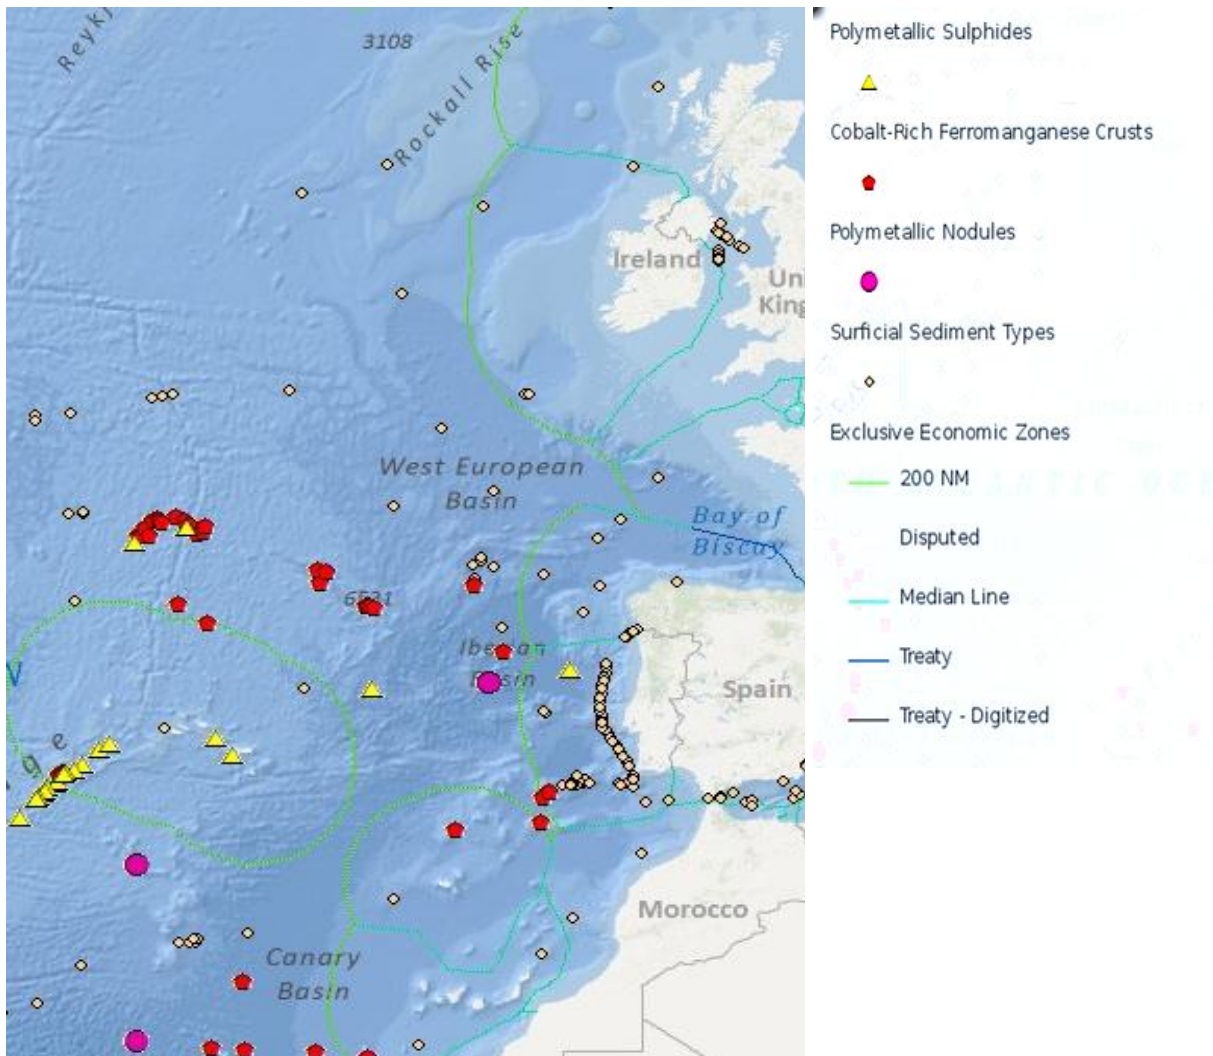 Reykj
3108
Rockall Rise
Ireland
Un
King
West European
Basin
Bay of
Biscay
6531
Iberian
Basin
Spain
g e
Morocco
Canary
Basin
Polymetallic Sulphides
Cobalt-Rich Ferromanganese Crusts
Polymetallic Nodules
Surficial Sediment Types
Exclusive Economic Zones
200 NM
Disputed
Median Line
Treaty
Treaty - Digitized